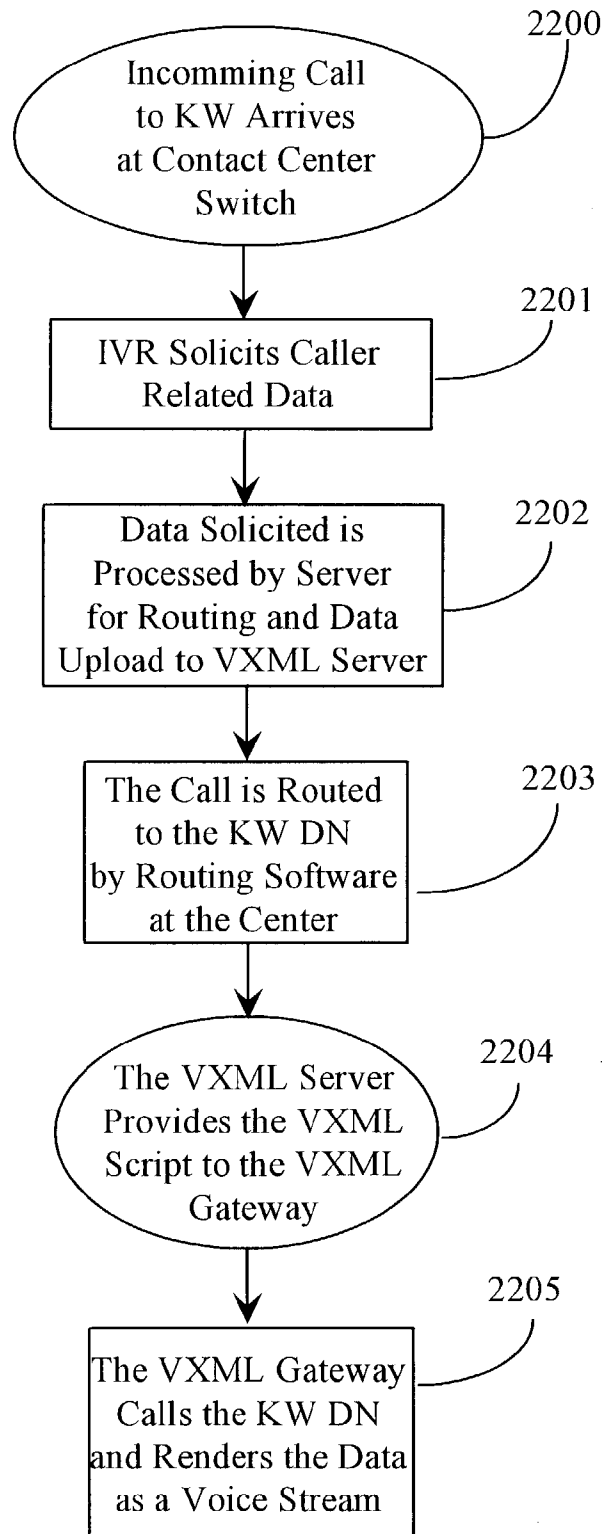 2200
Incomming Call
to KW Arrives
at Contact Center
Switch
2201
IVR Solicits Caller
Related Data
2202
Data Solicited is
Processed by Server
for Routing and Data
Upload to VXML Server
2203
The Call is Routed
to the KW DN
by Routing Software
at the Center
2204
The VXML Server
Provides the VXML
Script to the VXML
Gateway
2205
The VXML Gateway
Calls the KW DN
and Renders the Data
as a Voice Stream